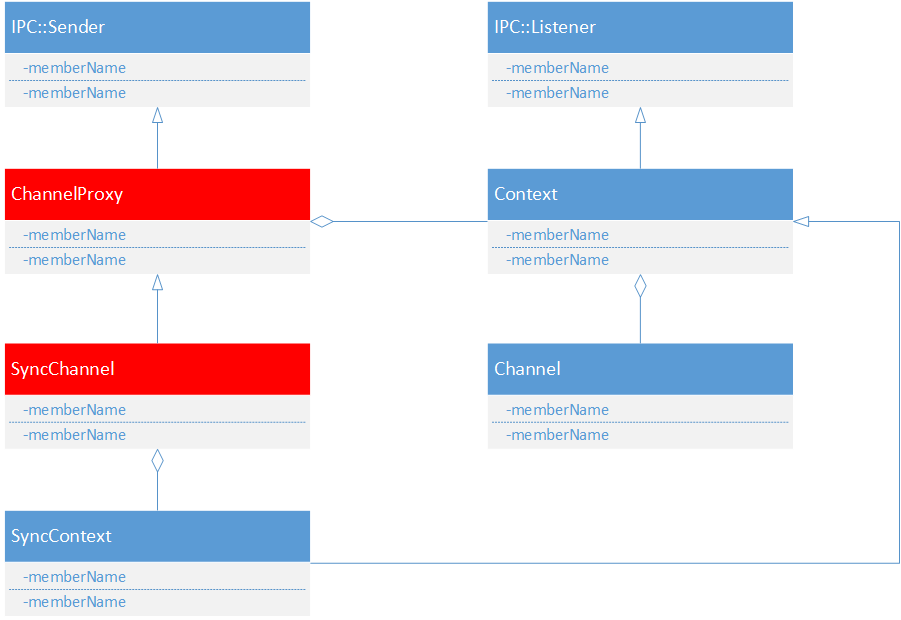 IPC::Sender
-memberName
-memberName
IPC::Listener
-memberName
-memberName
ChannelProxy
-memberName
-memberName
Context
-memberName
-memberName
SyncChannel
-memberName
-memberName
Channel
-memberName
-memberName
SyncContext
-memberName
-memberName